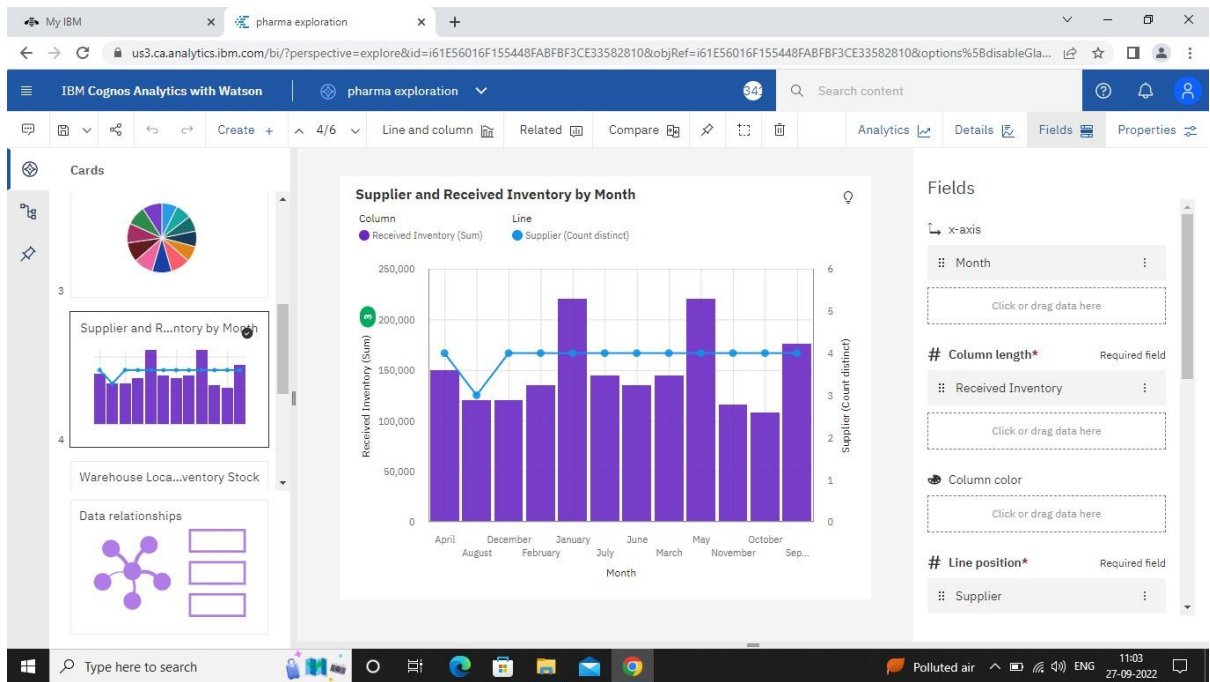 My IBM
pharma exploration
us3.ca.analytics.ibm.com/bi/?perspective=explore&id=i61E56016F155448FABFBF3CE33582810&objRef=i61E56016F155448FABFBF3CE33582810&options%5BdisableGla...
IBM Cognos Analytics with Watson
pharma exploration
Search content
Create +
4/6
Line and column
Related
Compare
Analytics
Details
Fields
Properties
Cards
3
Supplier and R...ntory by Month
4
Warehouse Loca...ventory Stock
Data relationships
Supplier and Received Inventory by Month
Column
Line
Received Inventory (Sum)
Supplier (Count distinct)
250,000
200,000
150,000
100,000
50,000
0
Received Inventory (Sum)
3
6
5
4
3
2
1
0
Supplier (Count distinct)
April
August
December
February
January
July
June
March
May
November
October
Sep...
Month
Fields
x-axis
Month
Click or drag data here
# Column length*
Required field
Received Inventory
Click or drag data here
Column color
Click or drag data here
# Line position*
Required field
Supplier
Type here to search
Polluted air
ENG
11:03
27-09-2022